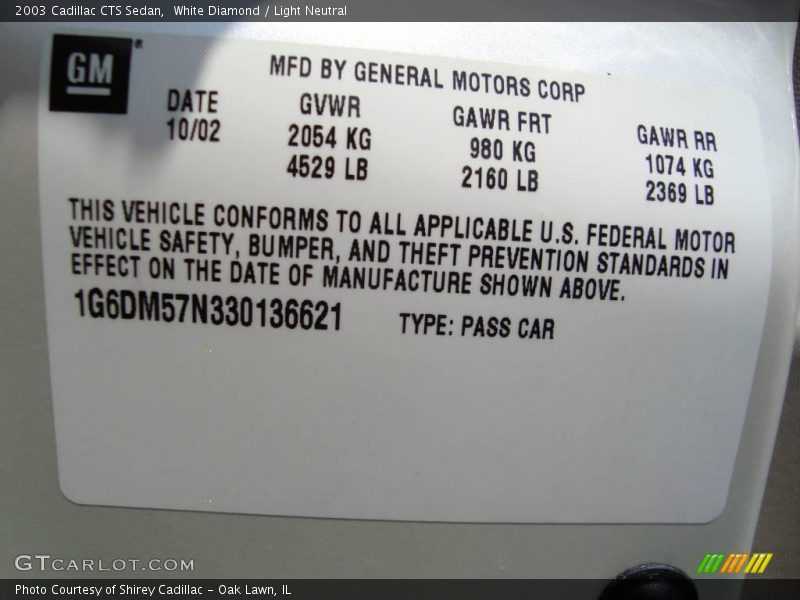 2003 Cadillac CTS Sedan,  White Diamond / Light Neutral
GM
MFD BY GENERAL MOTORS CORP
DATE GVWR GAWR FRT GAWR RR
10/02 2054 KG 980 KG 1074 KG
4529 LB 2160 LB 2369 LB
THIS VEHICLE CONFORMS TO ALL APPLICABLE U.S. FEDERAL MOTOR
VEHICLE SAFETY, BUMPER, AND THEFT PREVENTION STANDARDS IN
EFFECT ON THE DATE OF MANUFACTURE SHOWN ABOVE.
1G6DM57N330136621 TYPE: PASS CAR
GTCARLOT.COM
Photo Courtesy of Shirey Cadillac - Oak Lawn, IL